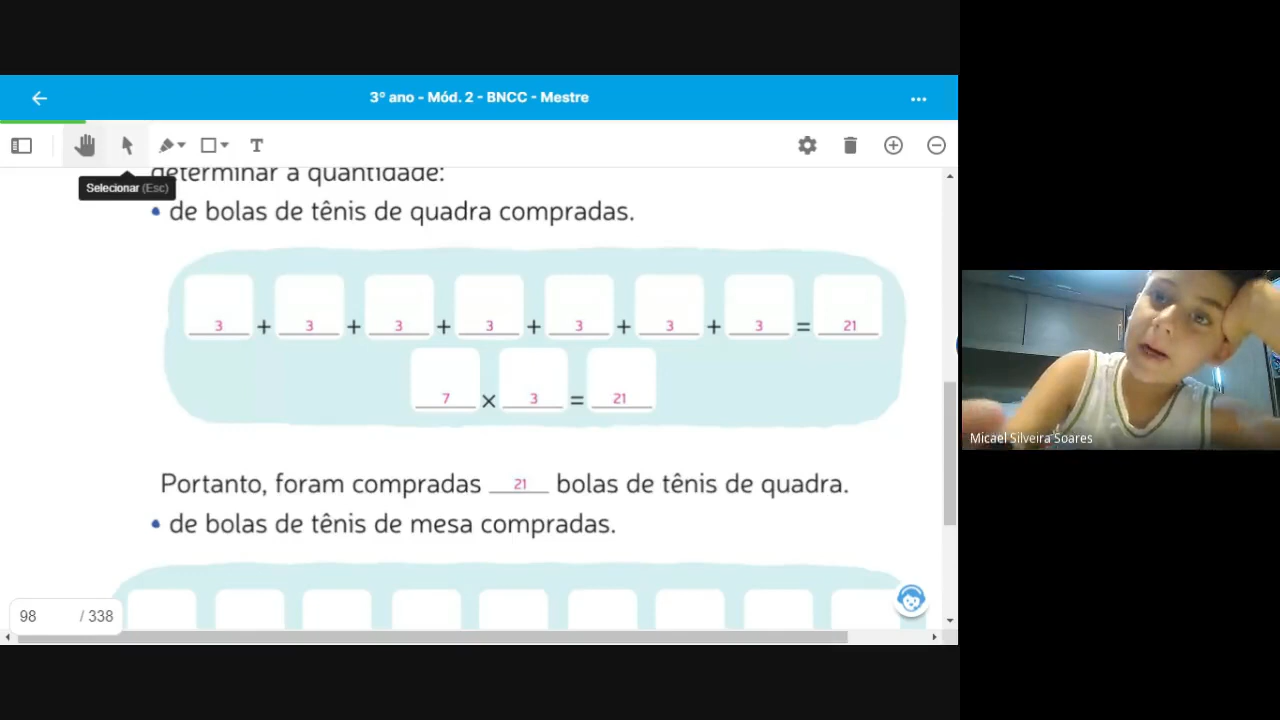 3º ano - Mód. 2 - BNCC - Mestre
T
Selecionar (Esc)
determinar a quantidade:
• de bolas de tênis de quadra compradas.
3 + 3 + 3 + 3 + 3 + 3 + 3 = 21
7 × 3 = 21
Portanto, foram compradas 21 bolas de tênis de quadra.
• de bolas de tênis de mesa compradas.
98 / 338
Micael Silveira Soares